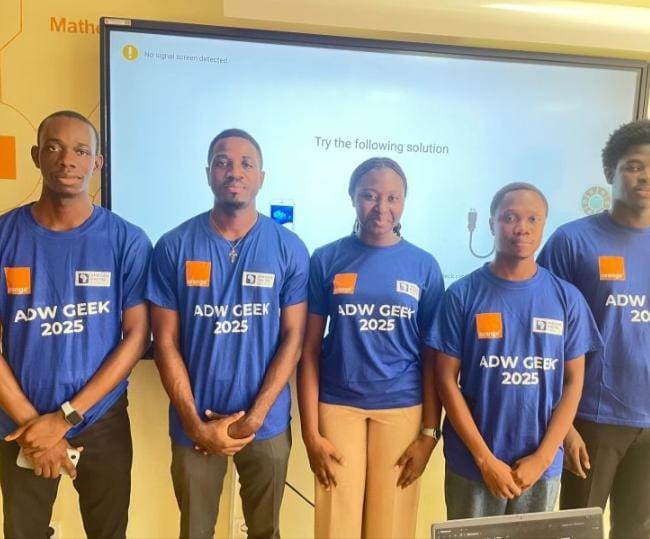 Mathe
No signal screen detected
Try the following solution
orange
ADW GEEK
2025
orange
ADW GEEK
2025
orange
ADW GEEK
2025
orange
ADW GEEK
2025
orange
ADW
20